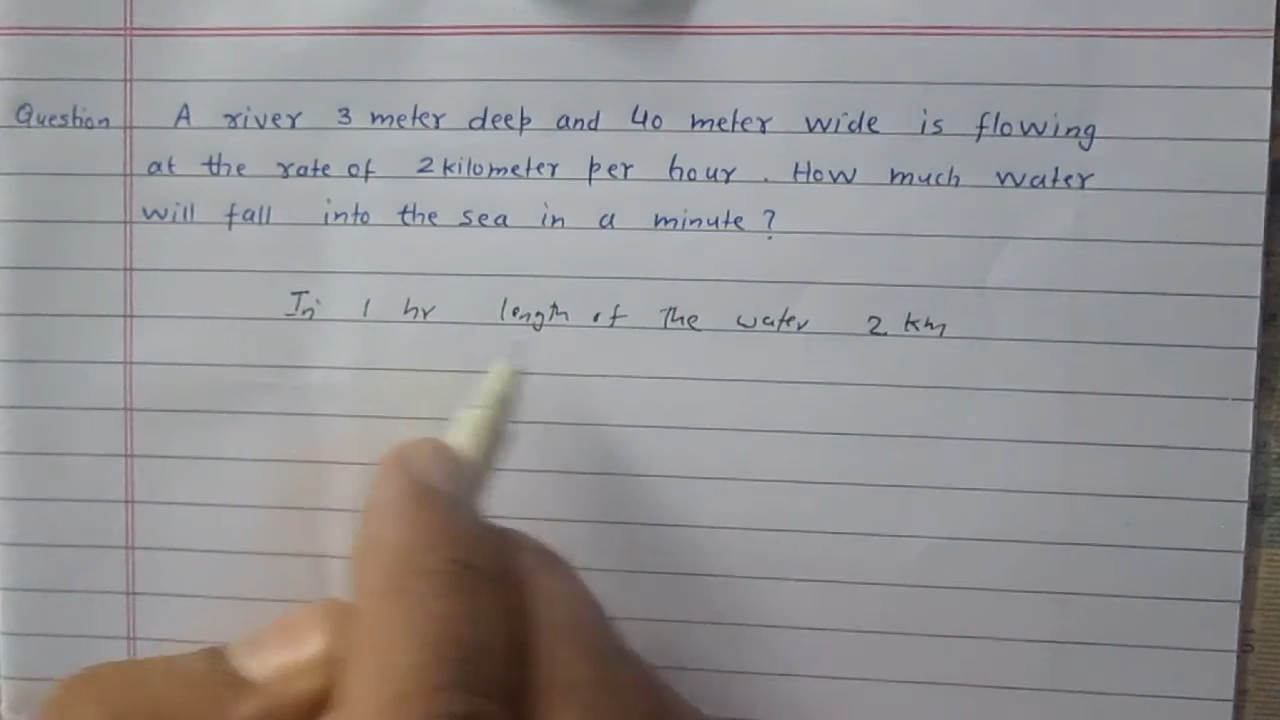 Question A river 3 meter deep and 40 meter wide is flowing
at the rate of 2 kilometer per hour. How much water
will fall into the sea in a minute?
In 1 hr length of the water 2 km